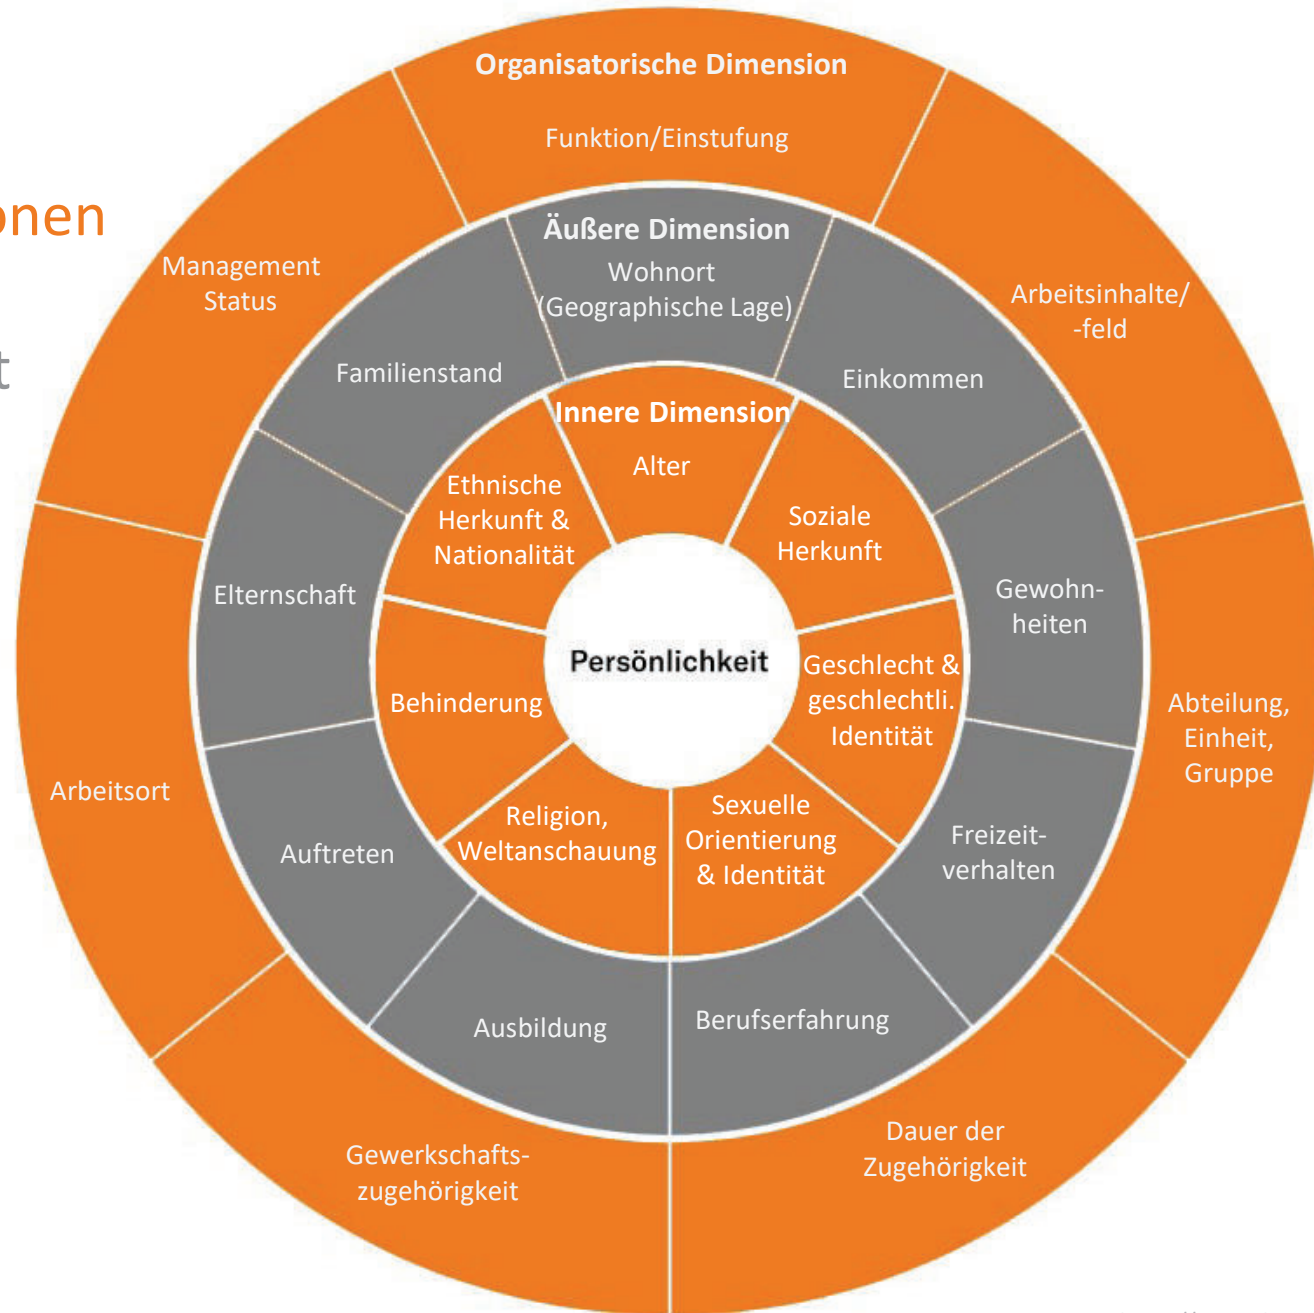 Organisatorische Dimension
Funktion/Einstufung
onen
Äußere Dimension
Wohnort
(Geographische Lage)
Management
Status
Arbeitsinhalte/
-feld
t
Familienstand
Einkommen
Innere Dimension
Alter
Ethnische
Herkunft &
Nationalität
Soziale
Herkunft
Elternschaft
Gewohn-
heiten
Persönlichkeit
Behinderung
Geschlecht &
geschlechtli.
Identität
Abteilung,
Einheit,
Gruppe
Arbeitsort
Religion,
Weltanschauung
Sexuelle
Orientierung
& Identität
Auftreten
Freizeit-
verhalten
Ausbildung
Berufserfahrung
Gewerkschafts-
zugehörigkeit
Dauer der
Zugehörigkeit